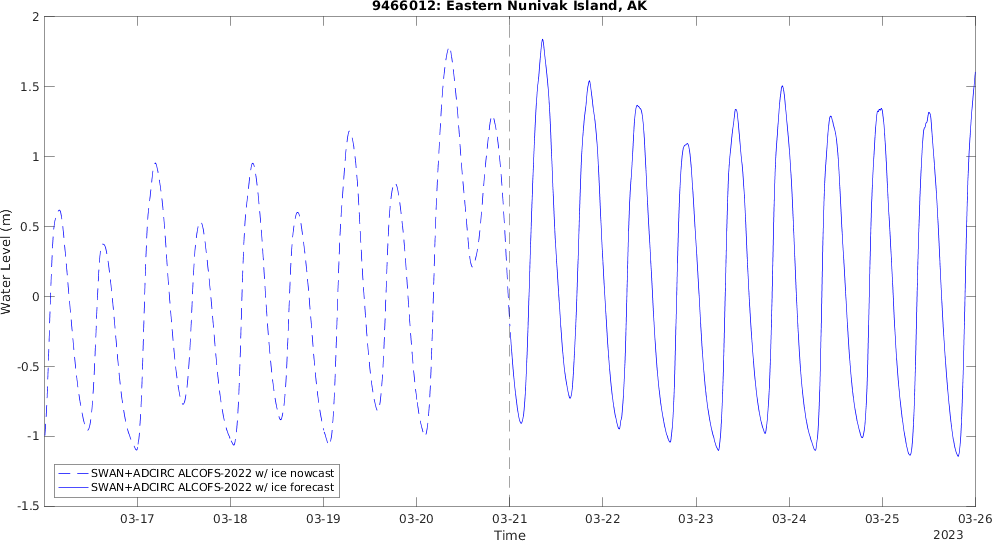 9466012: Eastern Nunivak Island, AK
2
1.5
1
0.5
0
-0.5
-1
-1.5
Water Level (m)
SWAN+ADCIRC ALCOFS-2022 w/ ice nowcast
SWAN+ADCIRC ALCOFS-2022 w/ ice forecast
03-17 03-18 03-19 03-20 03-21 03-22 03-23 03-24 03-25 03-26
Time
2023